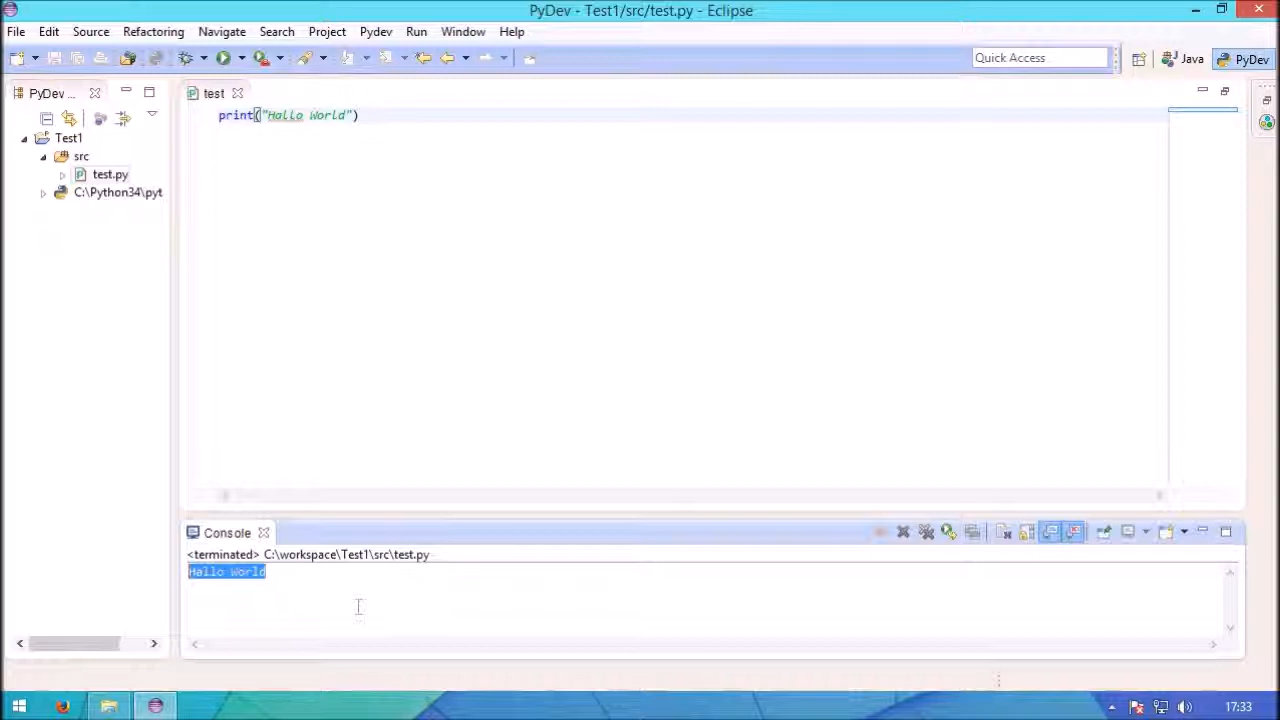 PyDev - Test1/src/test.py - Eclipse
File Edit Source Refactoring Navigate Search Project Pydev Run Window Help
Quick Access
Java
PyDev
PyDev ...
test
print("Hallo World")
Test1
src
test.py
C:\Python34\pyt
Console
<terminated> C:\workspace\Test1\src\test.py
Hallo World
17:33